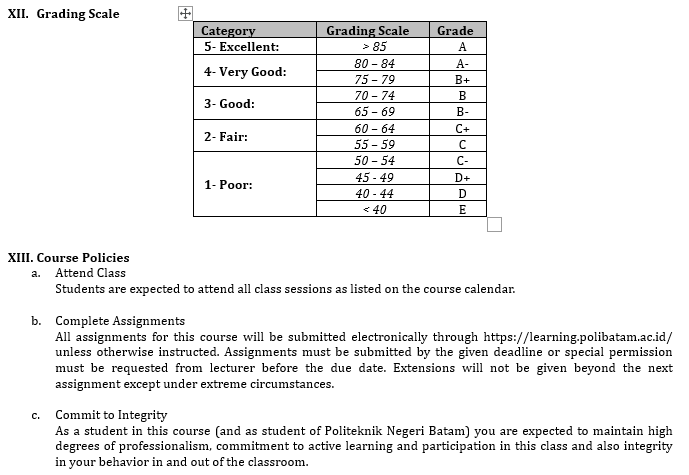 XII. Grading Scale
Category Grading Scale Grade
5- Excellent: > 85 A
4- Very Good: 80 – 84 A-
75 – 79 B+
3- Good: 70 – 74 B
65 – 69 B-
2- Fair: 60 – 64 C+
55 – 59 C
1- Poor: 50 – 54 C-
45 - 49 D+
40 - 44 D
< 40 E
XIII. Course Policies
a. Attend Class
Students are expected to attend all class sessions as listed on the course calendar.
b. Complete Assignments
All assignments for this course will be submitted electronically through https://learning.polibatam.ac.id/
unless otherwise instructed. Assignments must be submitted by the given deadline or special permission
must be requested from lecturer before the due date. Extensions will not be given beyond the next
assignment except under extreme circumstances.
c. Commit to Integrity
As a student in this course (and as student of Politeknik Negeri Batam) you are expected to maintain high
degrees of professionalism, commitment to active learning and participation in this class and also integrity
in your behavior in and out of the classroom.